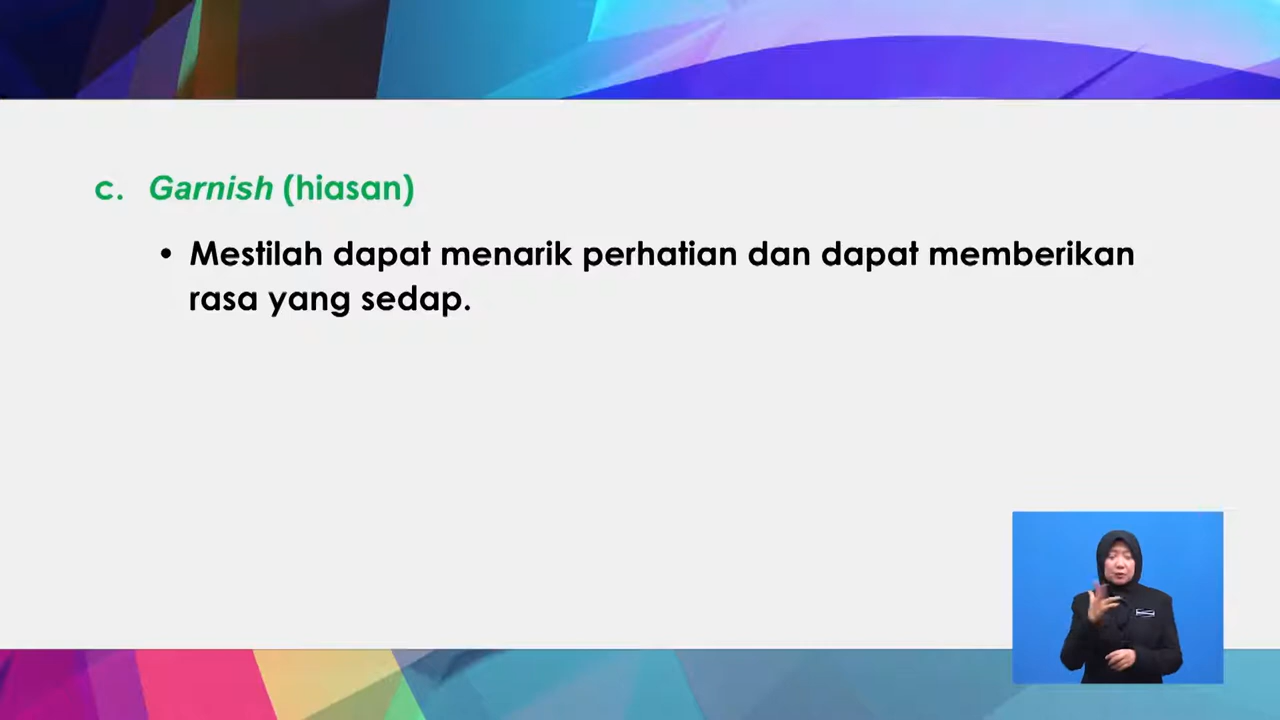 c. Garnish (hiasan)
• Mestilah dapat menarik perhatian dan dapat memberikan
rasa yang sedap.